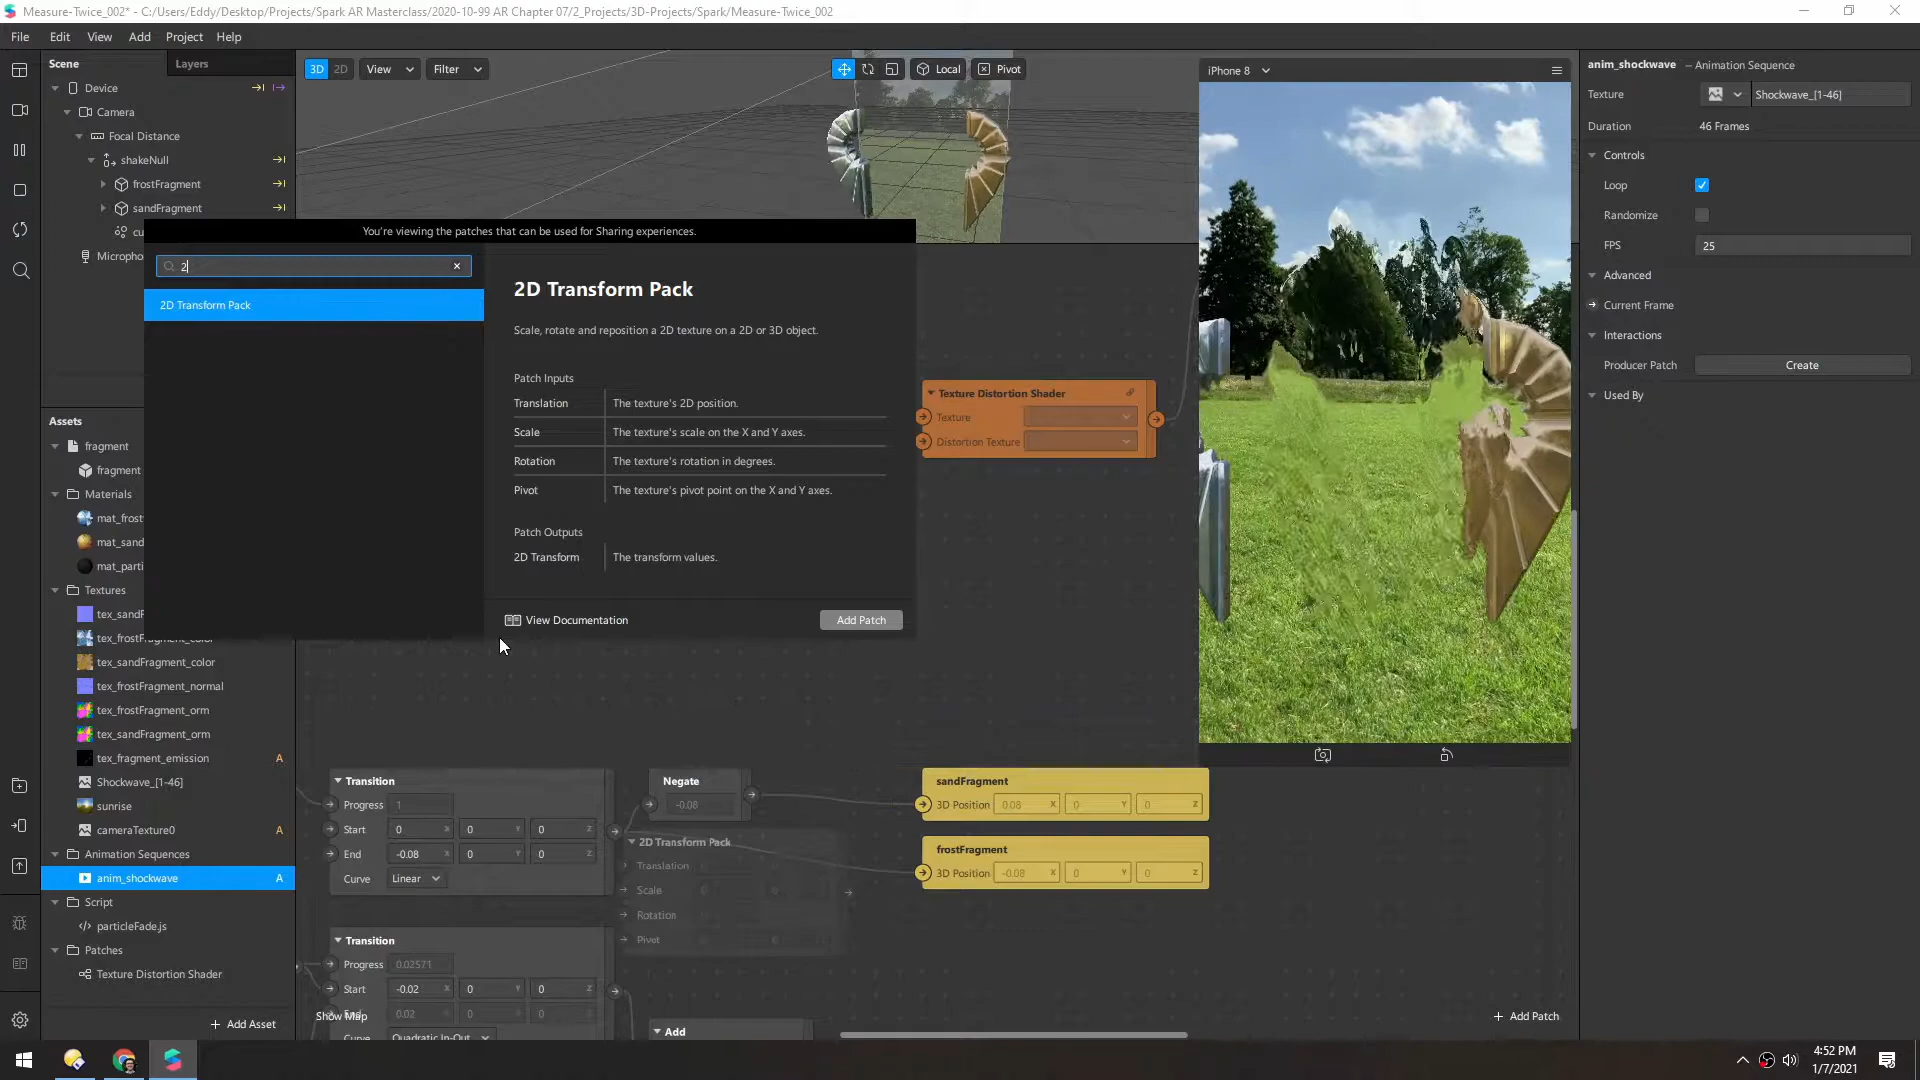 Measure-Twice_002* - C:/Users/Eddy/Desktop/Projects/Spark AR Masterclass/2020-10-99 AR Chapter 07/2_Projects/3D-Projects/Spark/Measure-Twice_002
File Edit View Add Project Help
Scene Layers
Device
Camera
Focal Distance
shakeNull
frostFragment
sandFragment
cu
Micropho
3D 2D View Filter Local Pivot
iPhone 8
You're viewing the patches that can be used for Sharing experiences.
2
2D Transform Pack
2D Transform Pack
Scale, rotate and reposition a 2D texture on a 2D or 3D object.
Patch Inputs
Translation The texture's 2D position.
Scale The texture's scale on the X and Y axes.
Rotation The texture's rotation in degrees.
Pivot The texture's pivot point on the X and Y axes.
Patch Outputs
2D Transform The transform values.
View Documentation Add Patch
Texture Distortion Shader
Texture
Distortion Texture
anim_shockwave — Animation Sequence
Texture Shockwave_[1-46]
Duration 46 Frames
Controls
Loop
Randomize
FPS 25
Advanced
Current Frame
Interactions
Producer Patch Create
Used By
Assets
fragment
fragment
Materials
mat_frost
mat_sand
mat_parti
Textures
tex_sandF
tex_frostFragment_color
tex_sandFragment_color
tex_frostFragment_normal
tex_frostFragment_orm
tex_sandFragment_orm
tex_fragment_emission A
Shockwave_[1-46]
sunrise
cameraTexture0 A
Animation Sequences
anim_shockwave A
Script
particleFade.js
Patches
Texture Distortion Shader
Add Asset
Transition
Progress 1
Start 0 X 0 Y 0 Z
End -0.08 X 0 Y 0 Z
Curve Linear
Negate
-0.08
2D Transform Pack
Translation
Scale
Rotation
Pivot
sandFragment
3D Position 0.08 X 0 Y 0 Z
frostFragment
3D Position -0.08 X 0 Y 0 Z
Transition
Progress 0.02571
Start -0.02 X 0 Y 0 Z
0.02 X 0 Y 0 Z
Curve Quadratic In-Out
Show Map
Add
Add Patch
4:52 PM
1/7/2021